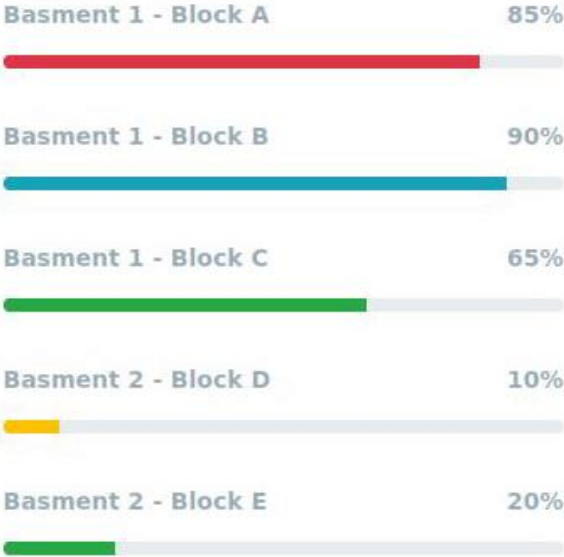 Basment 1 - Block A 85%
Basment 1 - Block B 90%
Basment 1 - Block C 65%
Basment 2 - Block D 10%
Basment 2 - Block E 20%